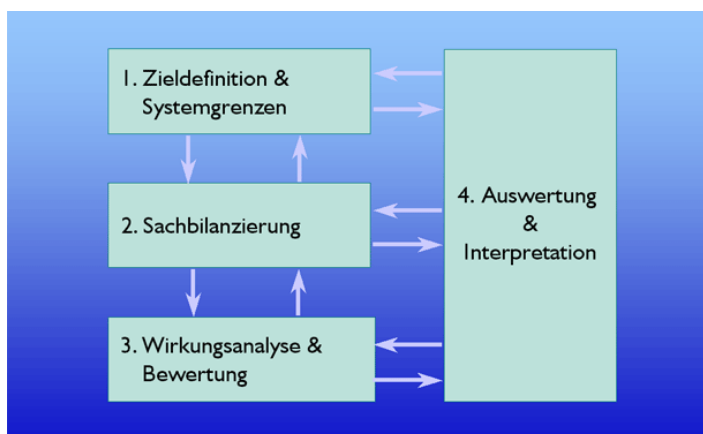 1. Zieldefinition &
Systemgrenzen
2. Sachbilanzierung
3. Wirkungsanalyse &
Bewertung
4. Auswertung
&
Interpretation